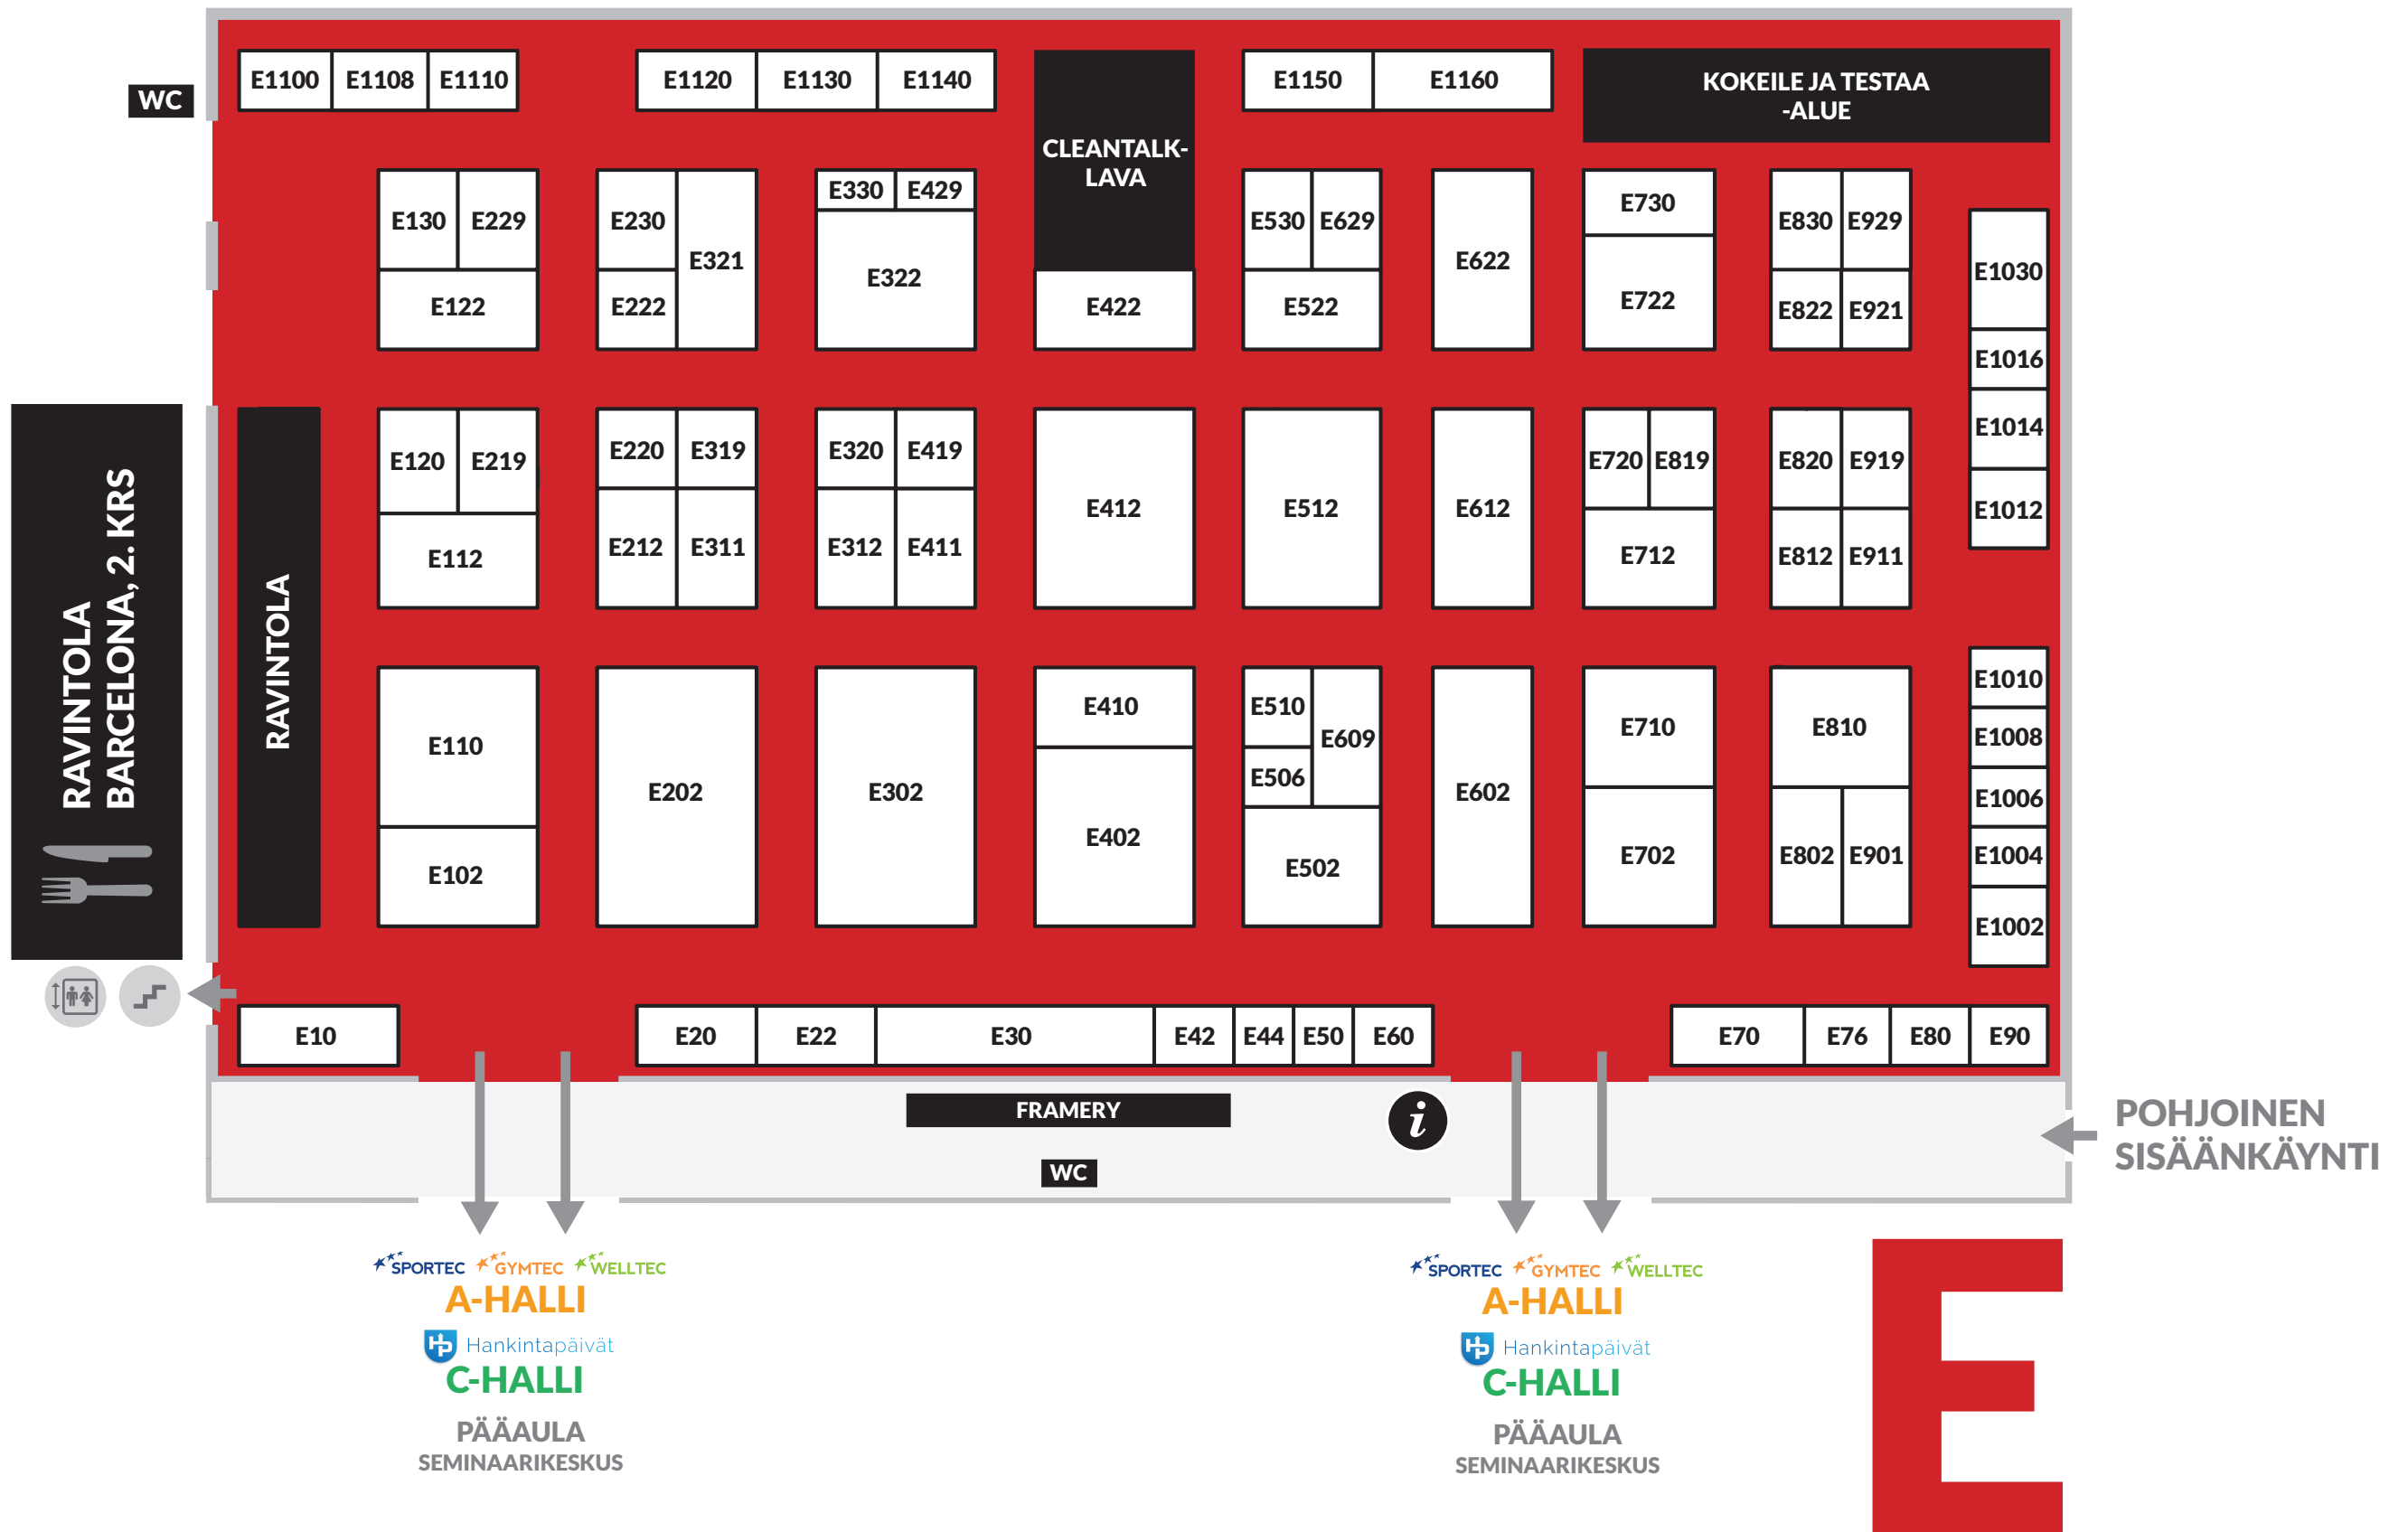 E1100 E1108 E1110 E1120 E1130 E1140 E1150 E1160
KOKEILE JA TESTAA
-ALUE
WC
CLEANTALK-
LAVA
E130 E229
E122
E230 E321
E222
E330 E429
E322
E422
E530 E629
E522
E622
E730
E722
E830 E929
E822 E921
E1030
E1016
E1014
E1012
RAVINTOLA
BARCELONA, 2. KRS
RAVINTOLA
E120 E219
E112
E220 E319
E212 E311
E320 E419
E312 E411
E412
E512
E612
E720 E819
E712
E820 E919
E812 E911
E110
E102
E202
E302
E410
E402
E510 E609
E506
E502
E602
E710
E702
E810
E802 E901
E1010
E1008
E1006
E1004
E1002
E10 E20 E22 E30 E42 E44 E50 E60 E70 E76 E80 E90
FRAMERY
i
WC
POHJOINEN
SISÄÄNKÄYNTI
SPORTEC GYMTEC WELLTEC
A-HALLI
HP Hankintapäivät
C-HALLI
PÄÄAULA
SEMINAARIKESKUS
SPORTEC GYMTEC WELLTEC
A-HALLI
HP Hankintapäivät
C-HALLI
PÄÄAULA
SEMINAARIKESKUS
E